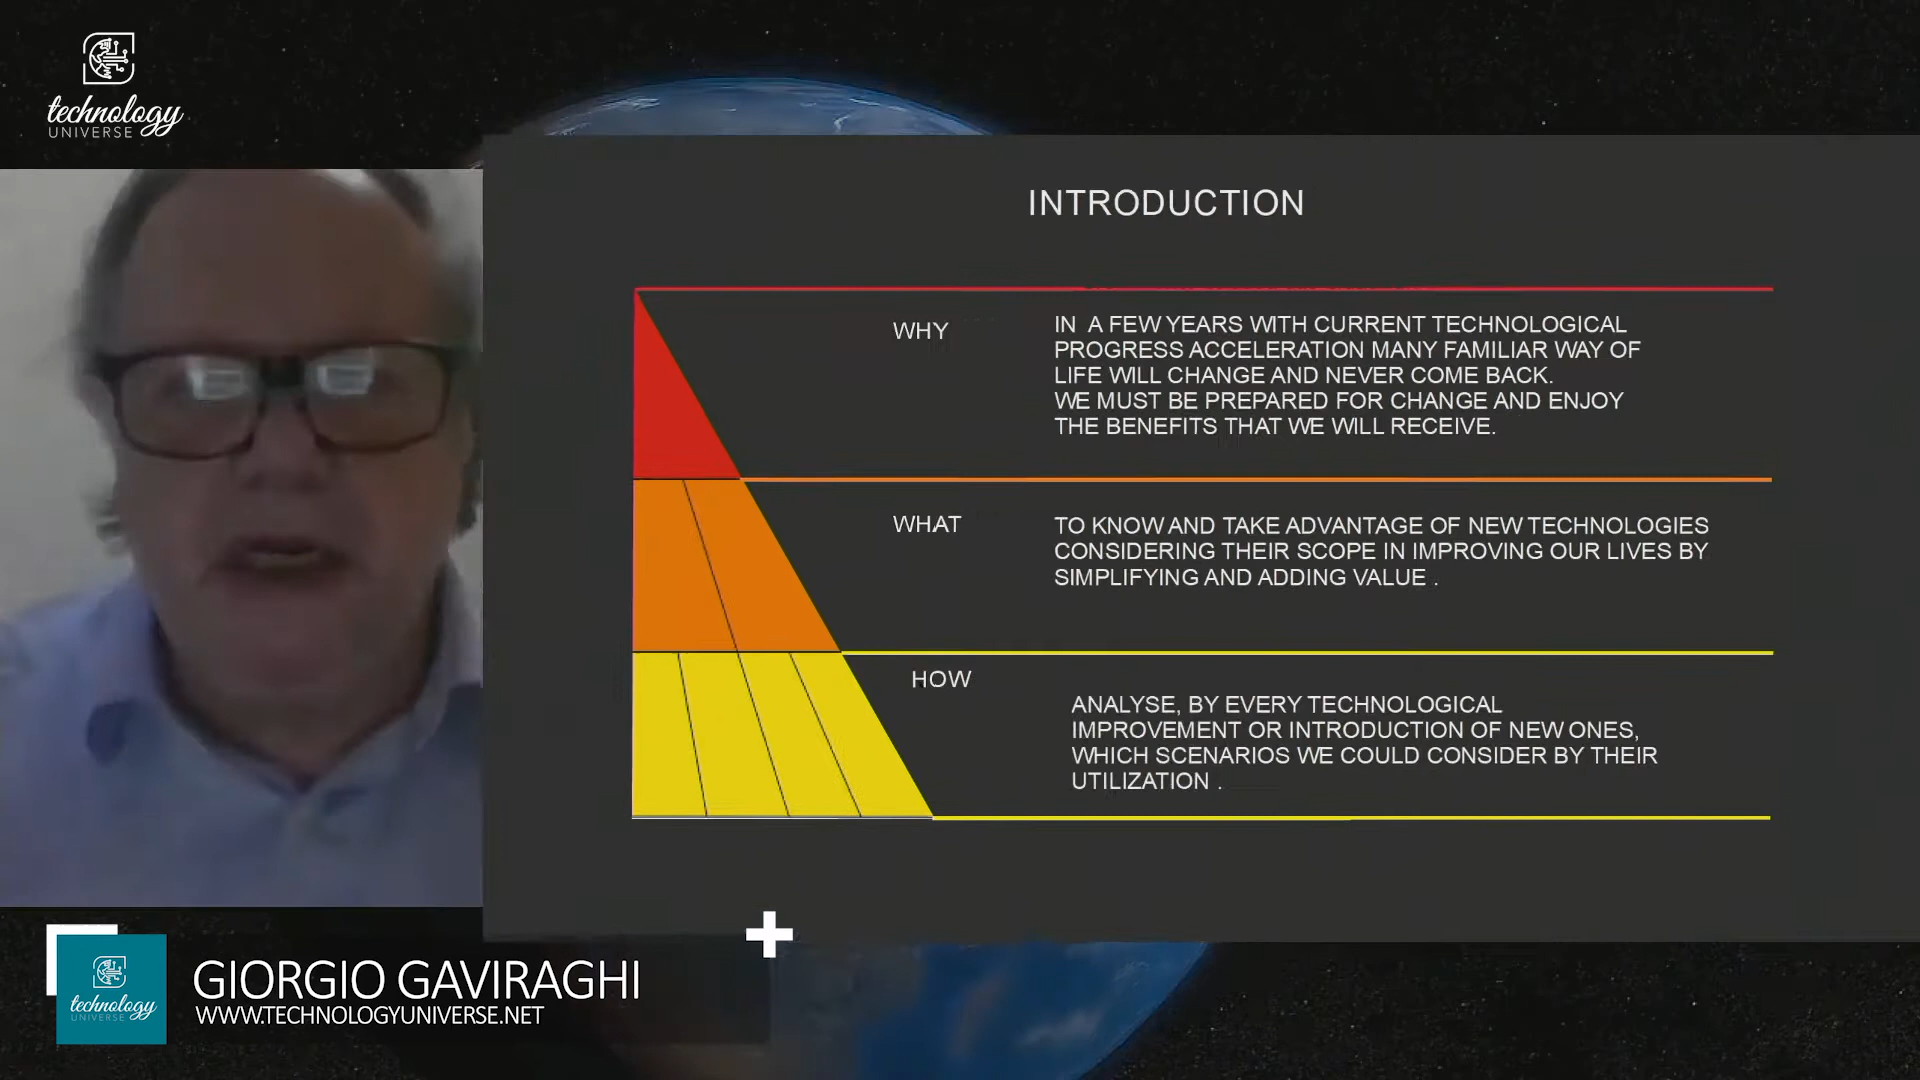 technology
UNIVERSE
INTRODUCTION
WHY
IN A FEW YEARS WITH CURRENT TECHNOLOGICAL
PROGRESS ACCELERATION MANY FAMILIAR WAY OF
LIFE WILL CHANGE AND NEVER COME BACK.
WE MUST BE PREPARED FOR CHANGE AND ENJOY
THE BENEFITS THAT WE WILL RECEIVE.
WHAT
TO KNOW AND TAKE ADVANTAGE OF NEW TECHNOLOGIES
CONSIDERING THEIR SCOPE IN IMPROVING OUR LIVES BY
SIMPLIFYING AND ADDING VALUE .
HOW
ANALYSE, BY EVERY TECHNOLOGICAL
IMPROVEMENT OR INTRODUCTION OF NEW ONES,
WHICH SCENARIOS WE COULD CONSIDER BY THEIR
UTILIZATION .
technology
UNIVERSE
GIORGIO GAVIRAGHI
WWW.TECHNOLOGYUNIVERSE.NET